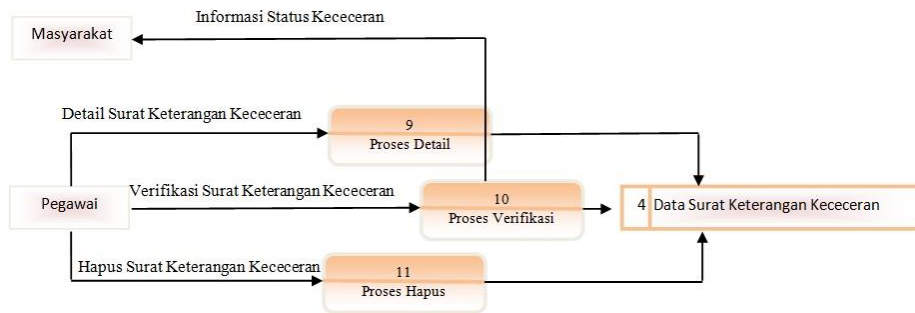 Informasi Status Kececeran
Masyarakat
Detail Surat Keterangan Kececeran
9
Proses Detail
Pegawai
Verifikasi Surat Keterangan Kececeran
10
Proses Verifikasi
4 Data Surat Keterangan Kececeran
Hapus Surat Keterangan Kececeran
11
Proses Hapus